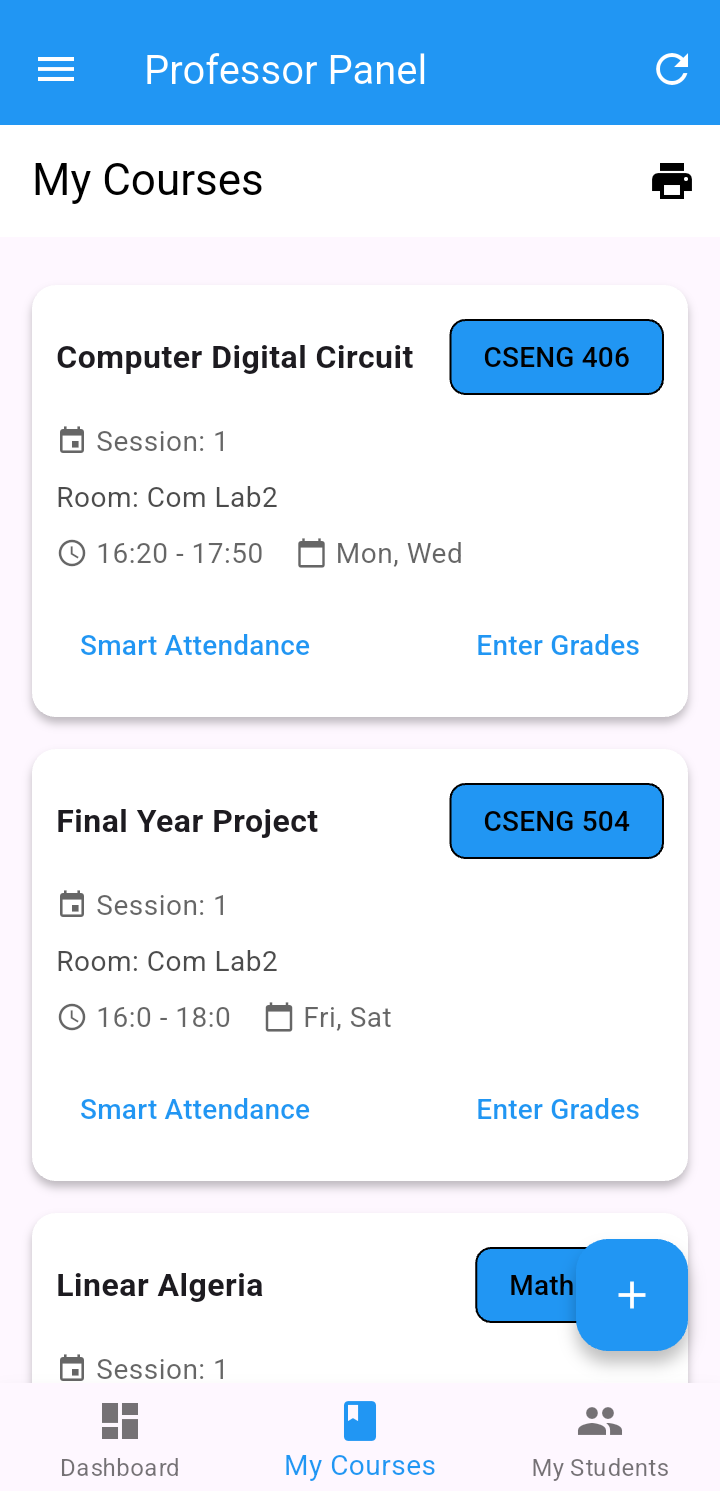 Professor Panel
My Courses
Computer Digital Circuit
CSENG 406
Session: 1
Room: Com Lab2
16:20 - 17:50 Mon, Wed
Smart Attendance Enter Grades
Final Year Project
CSENG 504
Session: 1
Room: Com Lab2
16:0 - 18:0 Fri, Sat
Smart Attendance Enter Grades
Linear Algeria
Math
Session: 1
Dashboard My Courses My Students